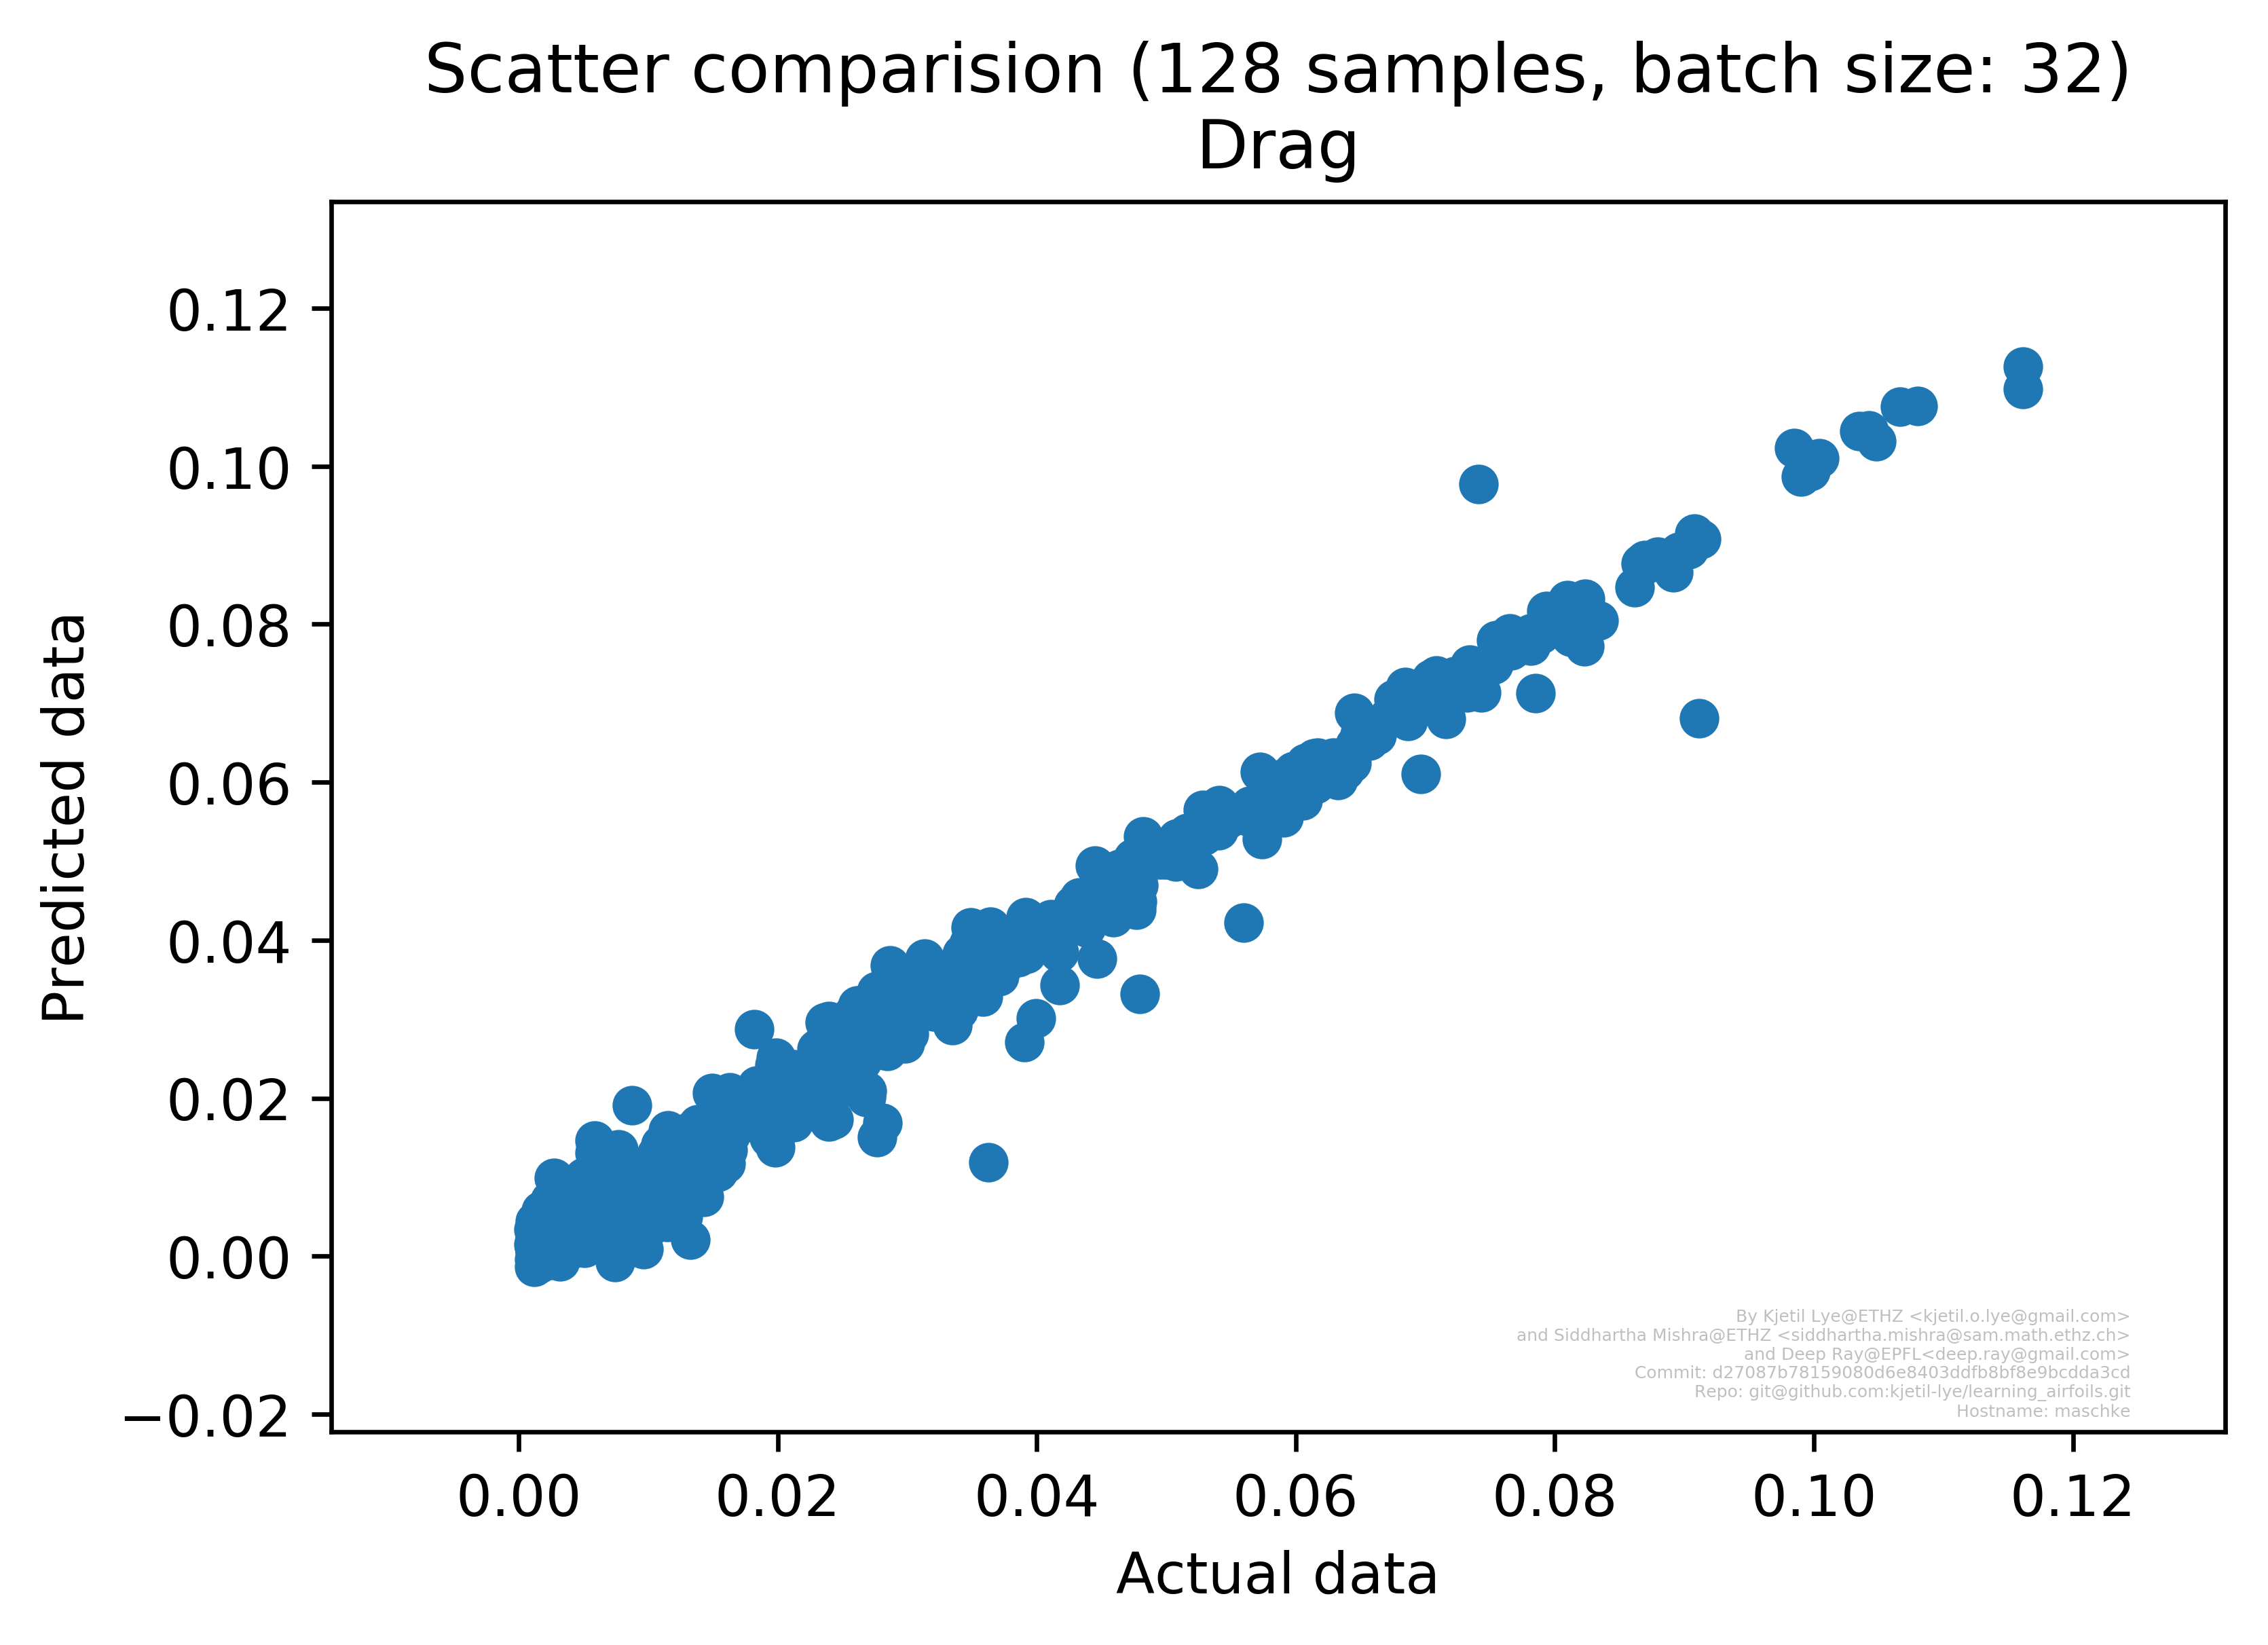 Scatter comparision (128 samples, batch size: 32)
Drag
Predicted data
0.12
0.10
0.08
0.06
0.04
0.02
0.00
−0.02
0.00 0.02 0.04 0.06 0.08 0.10 0.12
Actual data
By Kjetil Lye@ETHZ <kjetil.o.lye@gmail.com>
and Siddhartha Mishra@ETHZ <siddhartha.mishra@sam.math.ethz.ch>
and Deep Ray@EPFL<deep.ray@gmail.com>
Commit: d27087b78159080d6e8403ddfb8bf8e9bcdda3cd
Repo: git@github.com:kjetil-lye/learning_airfoils.git
Hostname: maschke